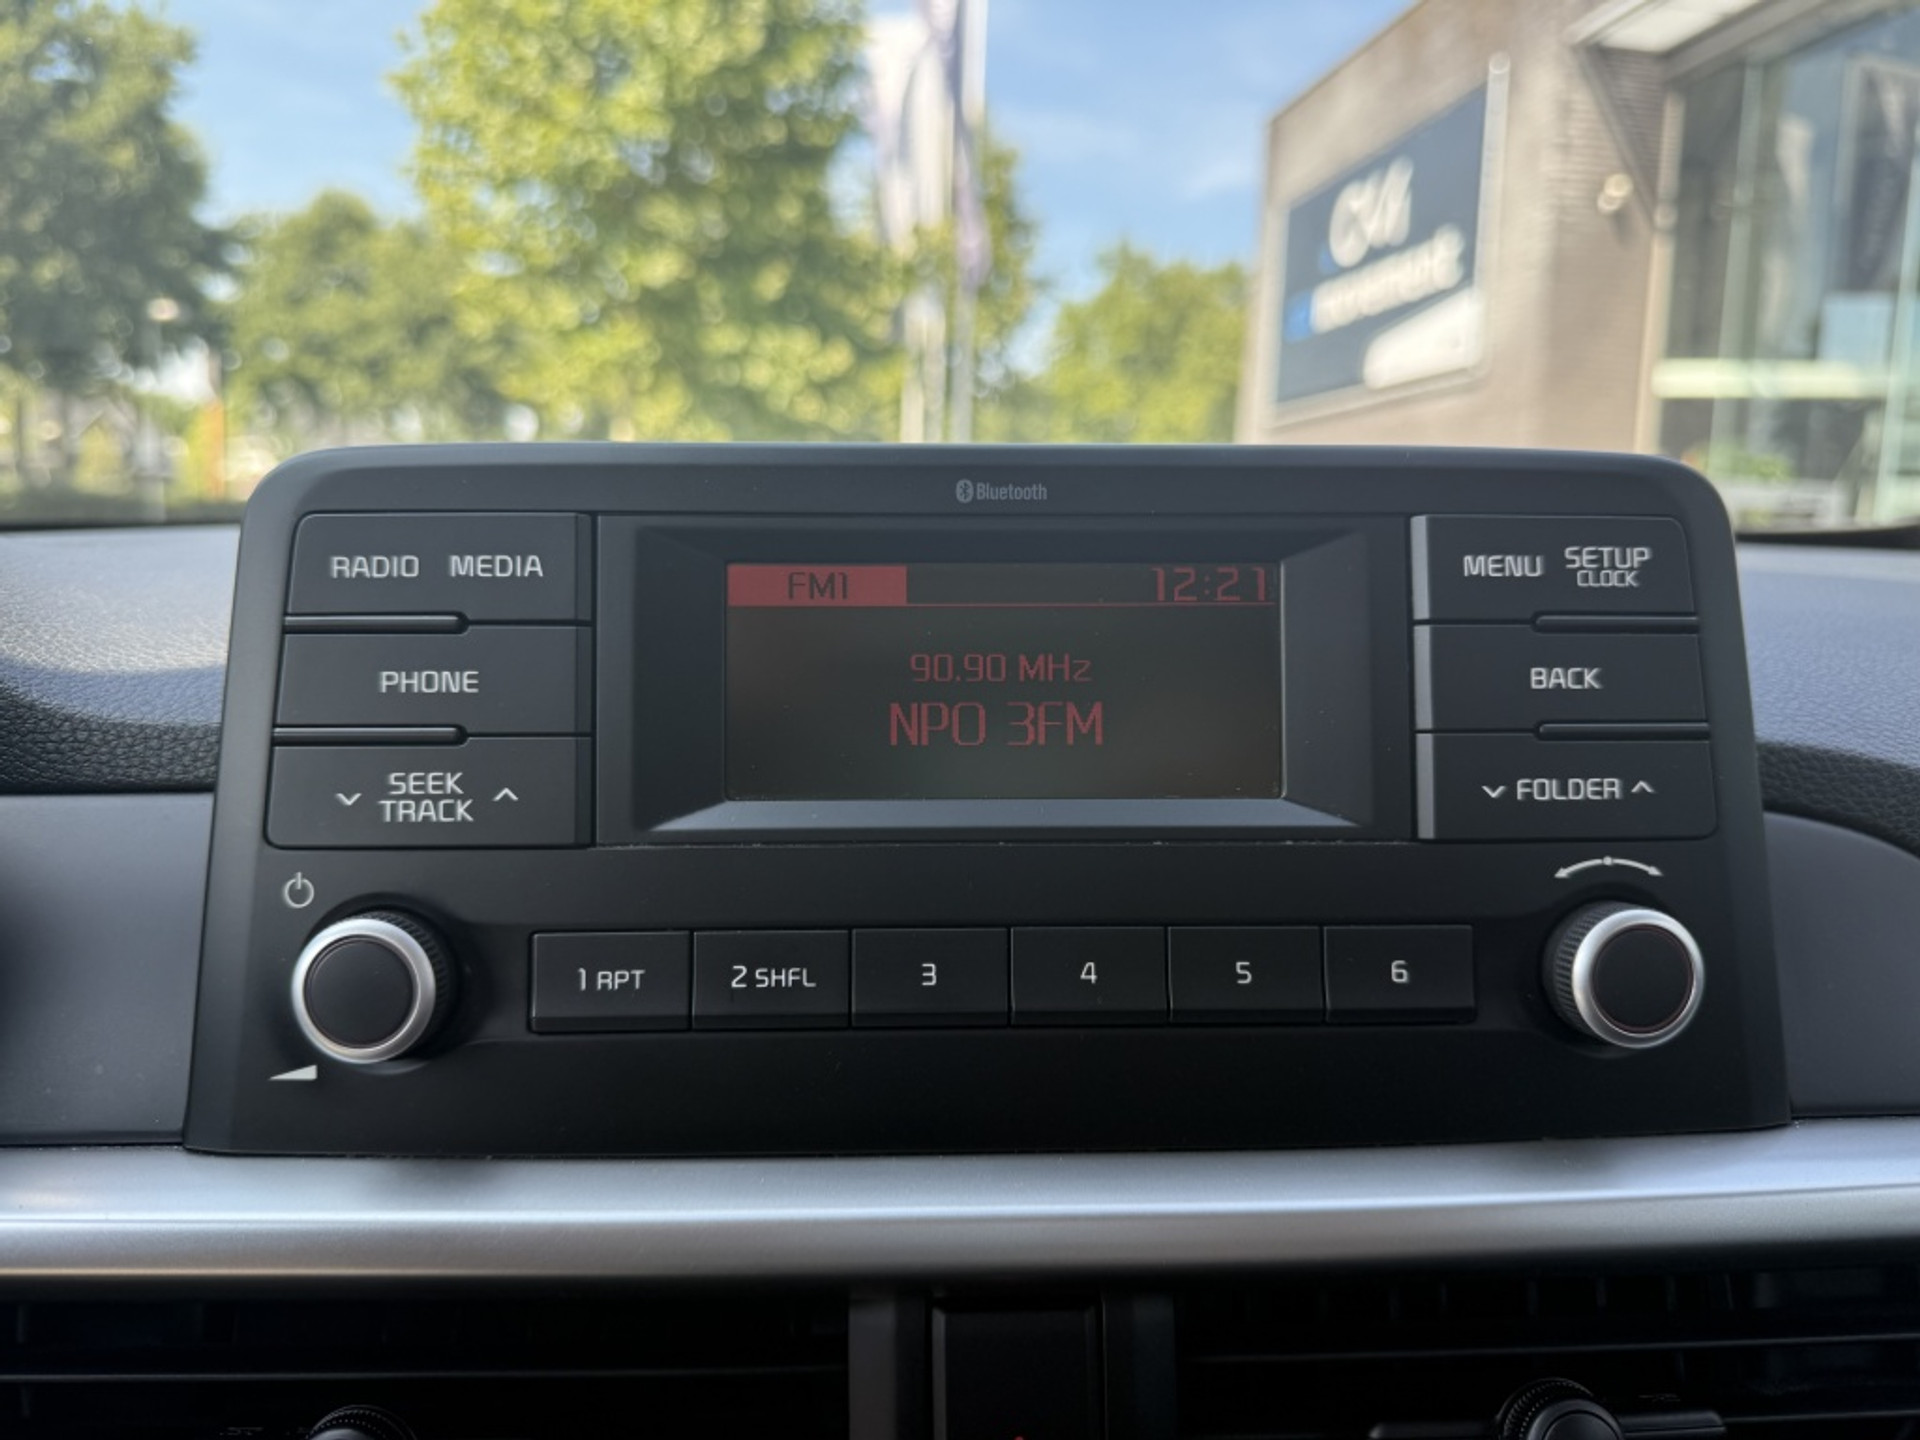 Bluetooth
RADIO MEDIA
MENU SETUP
CLOCK
FM1 12:21
PHONE
90.90 MHz
NPO 3FM
BACK
SEEK
TRACK
FOLDER
1 RPT
2 SHFL
3
4
5
6